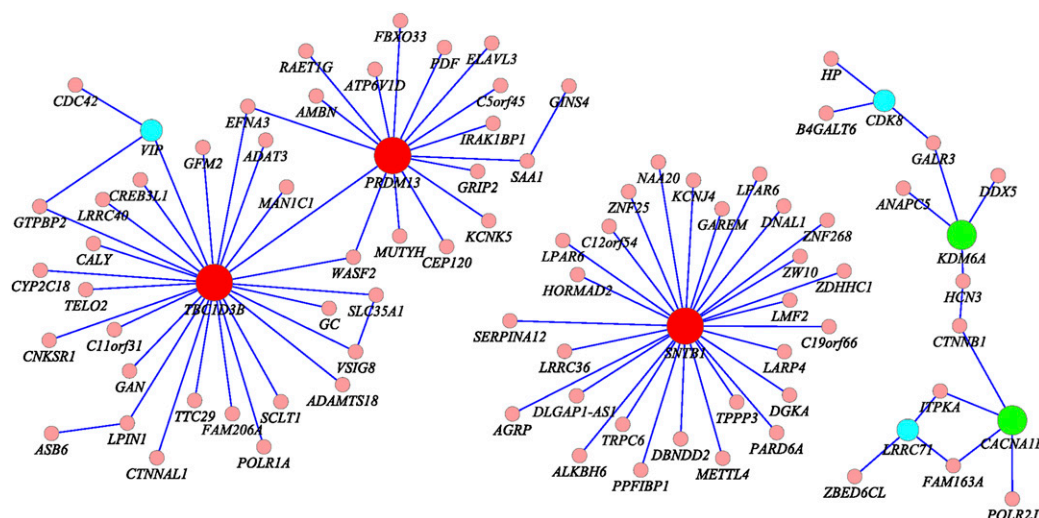 FBXO33
RAET1G
PDF
ELAVL3
HP
CDC42
ATP6V1D
AMBN
C5orf45
GINS4
B4GALT6
CDK8
EFNA3
IRAK1BP1
VIP
GFM2
ADAT3
PRDM13
GRIP2
SAA1
NAA20
KCNJ4
LPAR6
GALR3
DDX5
CREB3L1
MAN1C1
ZNF25
GAREM
DNAL1
ANAPC5
GTPBP2
LRRC40
KCNK5
C12orf54
ZNF268
CALY
MUTYH
CEP120
LPAR6
ZW10
KDM6A
WASF2
CYP2C18
TELO2
TBC1D3B
SLC35A1
HORMAD2
ZDHHC1
HCN3
GC
LMF2
C11orf31
SERPINA12
SNTB1
C19orf66
CTNNB1
CNKSR1
VSIG8
LRRC36
LARP4
GAN
ADAMTS18
DLGAP1-AS1
DGKA
ITPKA
TTC29
SCLT1
TPPP3
FAM206A
AGRP
TRPC6
PARD6A
LRRC71
ASB6
LPIN1
DBNDD2
CTNNAL1
POLR1A
ALKBH6
METTL4
FAM163A
PPFIBP1
ZBED6CL